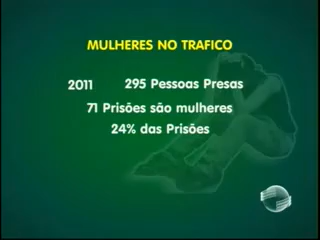 MULHERES NO TRAFICO
2011 295 Pessoas Presas
71 Prisões são mulheres
24% das Prisões